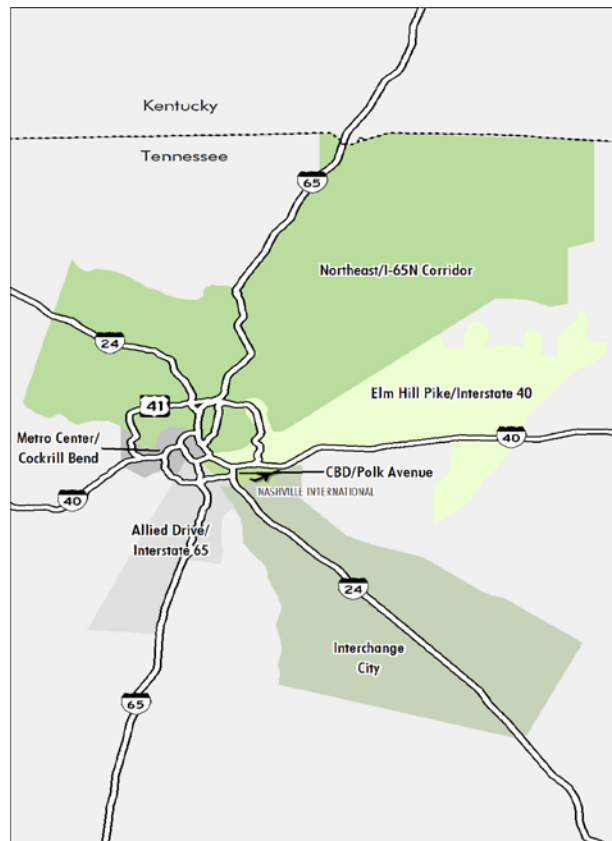 Kentucky
Tennessee
65
Northeast/I-65N Corridor
24
Elm Hill Pike/Interstate 40
41
Metro Center/
Cockrill Bend
40
CBD/Polk Avenue
NASHVILLE INTERNATIONAL
40
Allied Drive/
Interstate 65
24
Interchange
City
65